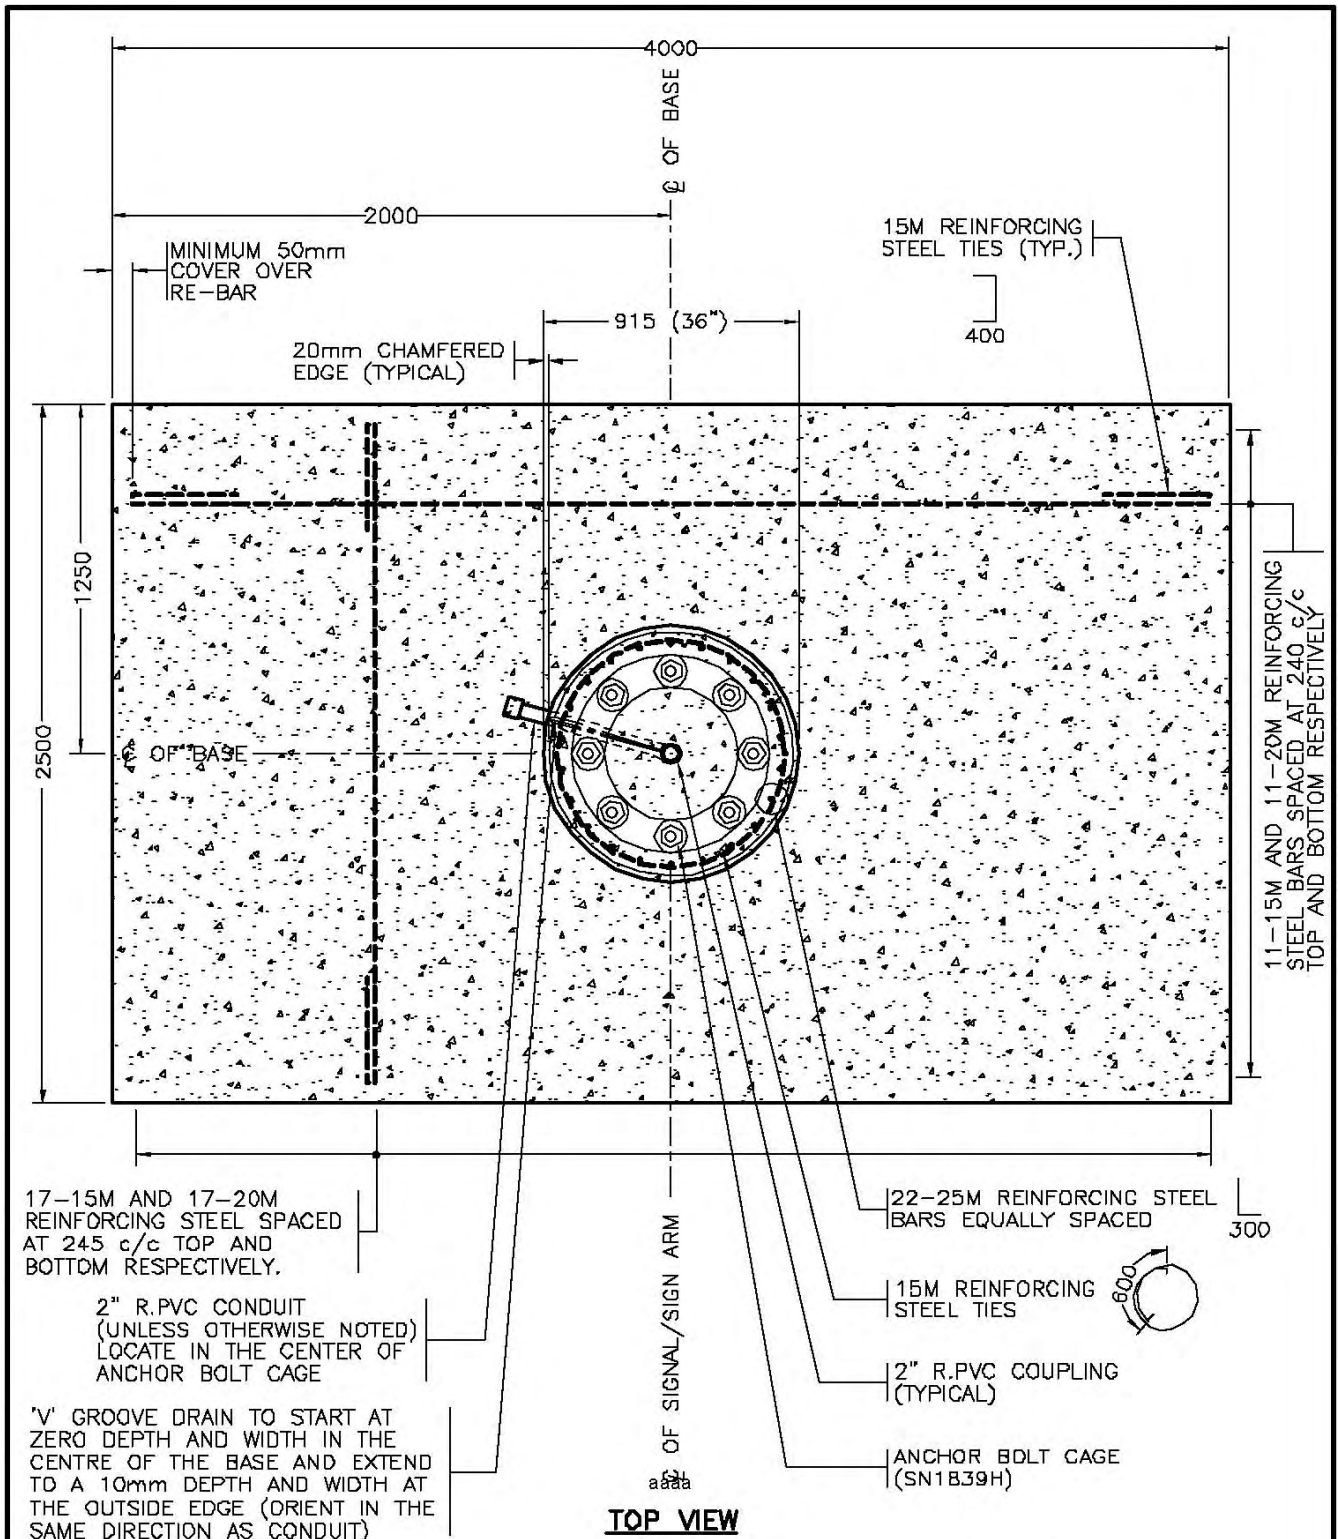 4000
℄ OF BASE
2000
MINIMUM 50mm
COVER OVER
RE-BAR
15M REINFORCING
STEEL TIES (TYP.)
400
915 (36")
20mm CHAMFERED
EDGE (TYPICAL)
1250
2500
℄ OF BASE
11-15M AND 11-20M REINFORCING
STEEL BARS SPACED AT 240 c/c
TOP AND BOTTOM RESPECTIVELY
17-15M AND 17-20M
REINFORCING STEEL SPACED
AT 245 c/c TOP AND
BOTTOM RESPECTIVELY.
2" R.PVC CONDUIT
(UNLESS OTHERWISE NOTED)
LOCATE IN THE CENTER OF
ANCHOR BOLT CAGE
'V' GROOVE DRAIN TO START AT
ZERO DEPTH AND WIDTH IN THE
CENTRE OF THE BASE AND EXTEND
TO A 10mm DEPTH AND WIDTH AT
THE OUTSIDE EDGE (ORIENT IN THE
SAME DIRECTION AS CONDUIT)
℄ OF SIGNAL/SIGN ARM
aaaa
22-25M REINFORCING STEEL
BARS EQUALLY SPACED
300
15M REINFORCING
STEEL TIES
600
2" R.PVC COUPLING
(TYPICAL)
ANCHOR BOLT CAGE
(SN1839H)
TOP VIEW